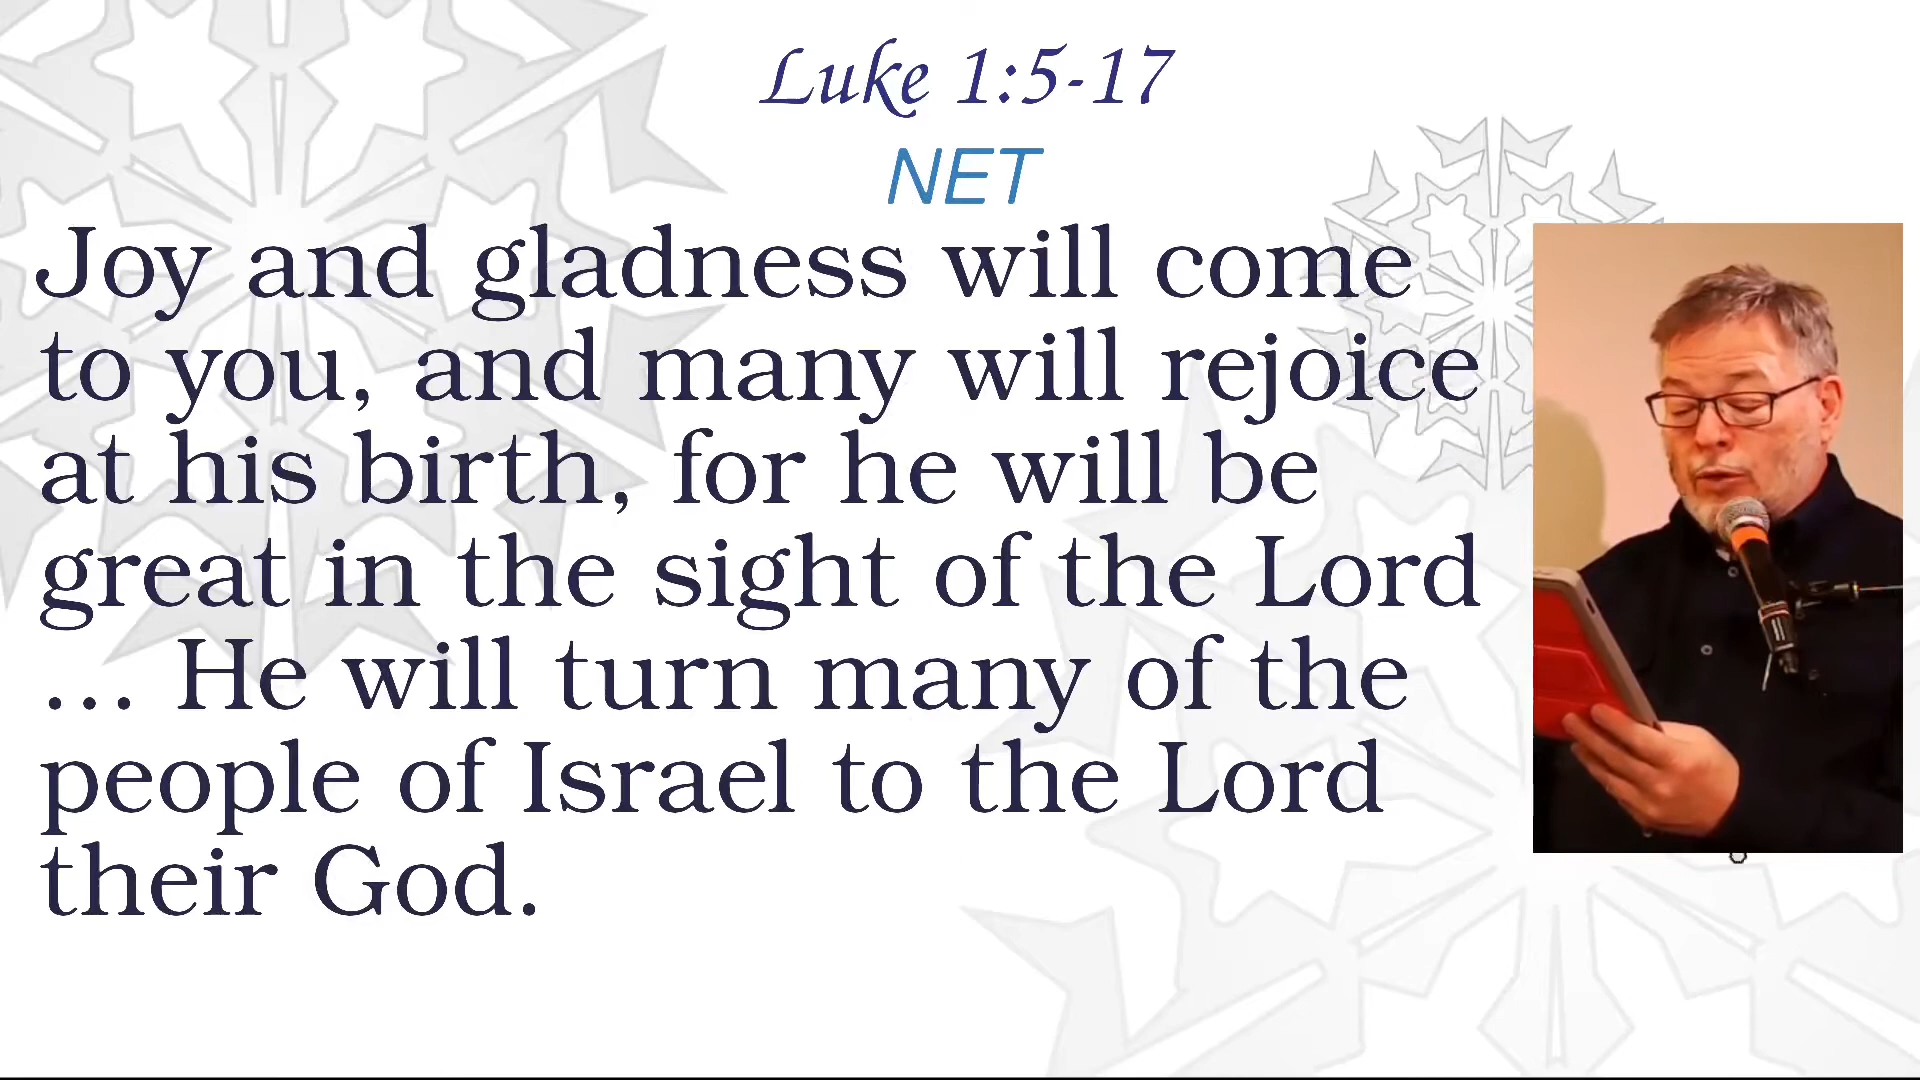 Luke 1:5-17
NET
Joy and gladness will come
to you, and many will rejoice
at his birth, for he will be
great in the sight of the Lord
… He will turn many of the
people of Israel to the Lord
their God.